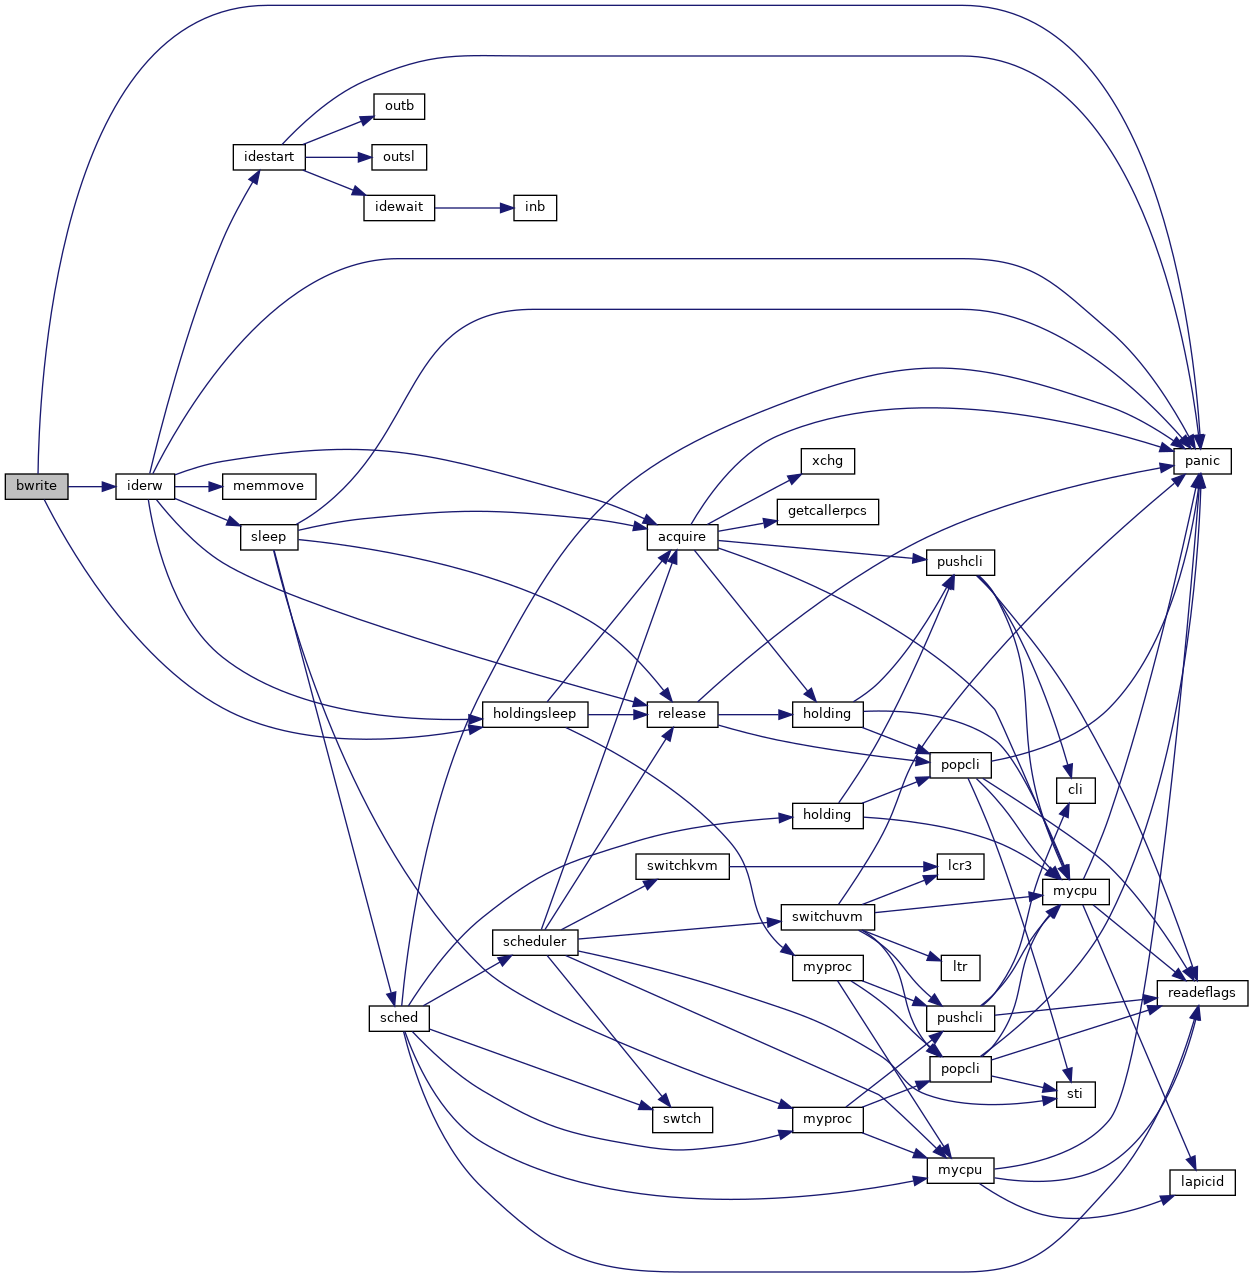 outb
idestart
outsl
idewait
inb
xchg
panic
bwrite
iderw
memmove
getcallerpcs
sleep
acquire
pushcli
holdingsleep
release
holding
popcli
cli
holding
switchkvm
lcr3
mycpu
switchuvm
scheduler
myproc
ltr
readeflags
sched
pushcli
popcli
sti
swtch
myproc
mycpu
lapicid